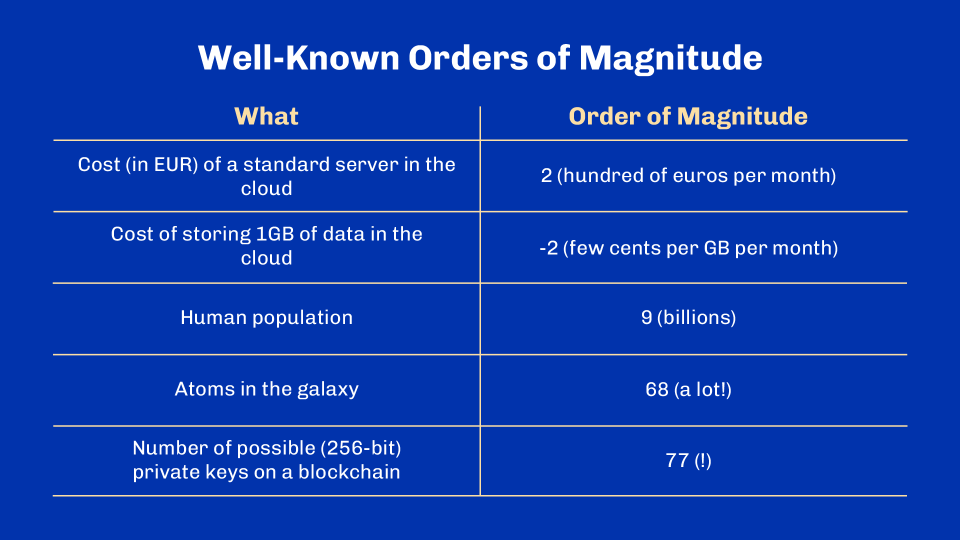 Well-Known Orders of Magnitude
What
Order of Magnitude
Cost (in EUR) of a standard server in the
cloud
2 (hundred of euros per month)
Cost of storing 1GB of data in the
cloud
-2 (few cents per GB per month)
Human population
9 (billions)
Atoms in the galaxy
68 (a lot!)
Number of possible (256-bit)
private keys on a blockchain
77 (!)